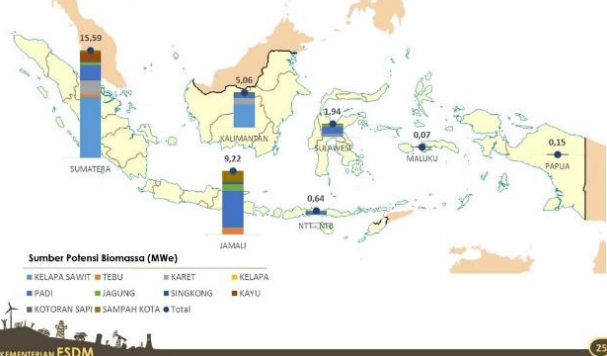 15,59
5,06
1,94
KALIMANTAN
SULAWESI
0,07
MALUKU
0,15
PAPUA
SUMATERA
9,22
0,64
NTT - NTB
JAMALI
Sumber Potensi Biomassa (MWe)
KELAPA SAWIT TEBU KARET KELAPA
PADI JAGUNG SINGKONG KAYU
KOTORAN SAPI SAMPAH KOTA Total
KEMENTERIAN ESDM
25